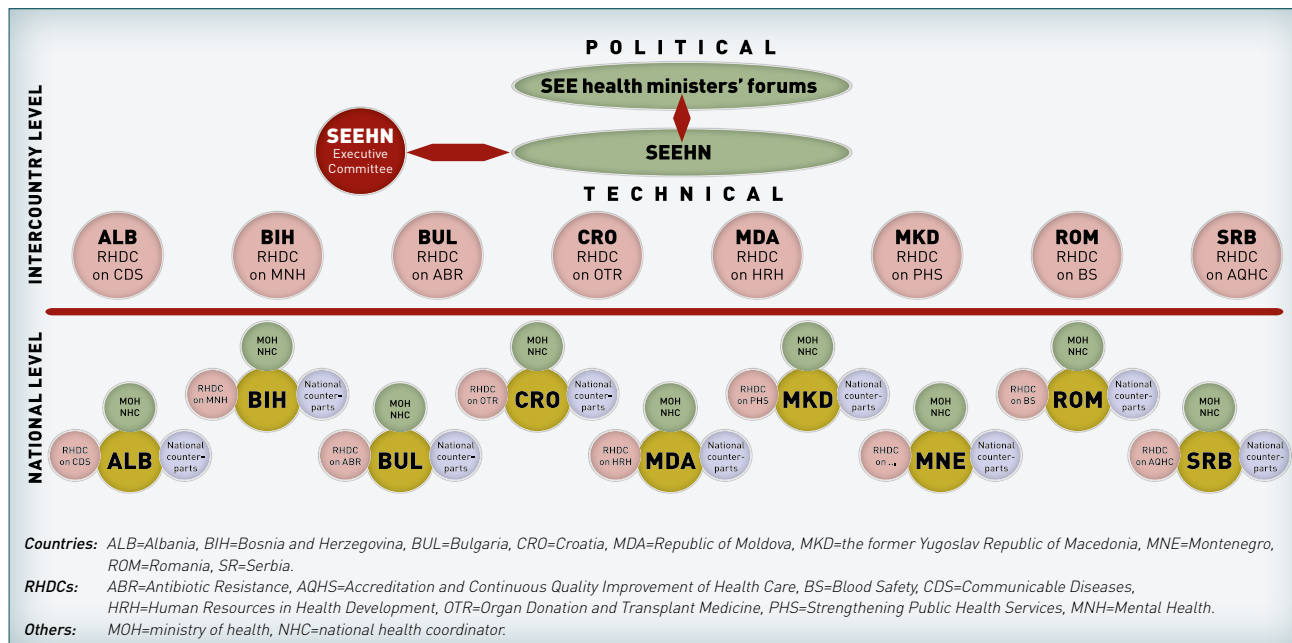 POLITICAL
SEE health ministers' forums
SEEHN
Executive
Committee
SEEHN
TECHNICAL
INTERCOUNTRY LEVEL
ALB
RHDC
on CDS
BIH
RHDC
on MNH
BUL
RHDC
on ABR
CRO
RHDC
on OTR
MDA
RHDC
on HRH
MKD
RHDC
on PHS
ROM
RHDC
on BS
SRB
RHDC
on AQHC
NATIONAL LEVEL
MOH
NHC
RHDC
on CDS
ALB
National
counter-
parts
MOH
NHC
RHDC
on MNH
BIH
National
counter-
parts
MOH
NHC
RHDC
on ABR
BUL
National
counter-
parts
MOH
NHC
RHDC
on OTR
CRO
National
counter-
parts
MOH
NHC
RHDC
on HRH
MDA
National
counter-
parts
MOH
NHC
RHDC
on PHS
MKD
National
counter-
parts
MOH
NHC
RHDC
on ..,
MNE
National
counter-
parts
MOH
NHC
RHDC
on BS
ROM
National
counter-
parts
MOH
NHC
RHDC
on AQHC
SRB
National
counter-
parts
Countries: ALB=Albania, BIH=Bosnia and Herzegovina, BUL=Bulgaria, CRO=Croatia, MDA=Republic of Moldova, MKD=the former Yugoslav Republic of Macedonia, MNE=Montenegro,
ROM=Romania, SR=Serbia.
RHDCs: ABR=Antibiotic Resistance, AQHS=Accreditation and Continuous Quality Improvement of Health Care, BS=Blood Safety, CDS=Communicable Diseases,
HRH=Human Resources in Health Development, OTR=Organ Donation and Transplant Medicine, PHS=Strengthening Public Health Services, MNH=Mental Health.
Others: MOH=ministry of health, NHC=national health coordinator.